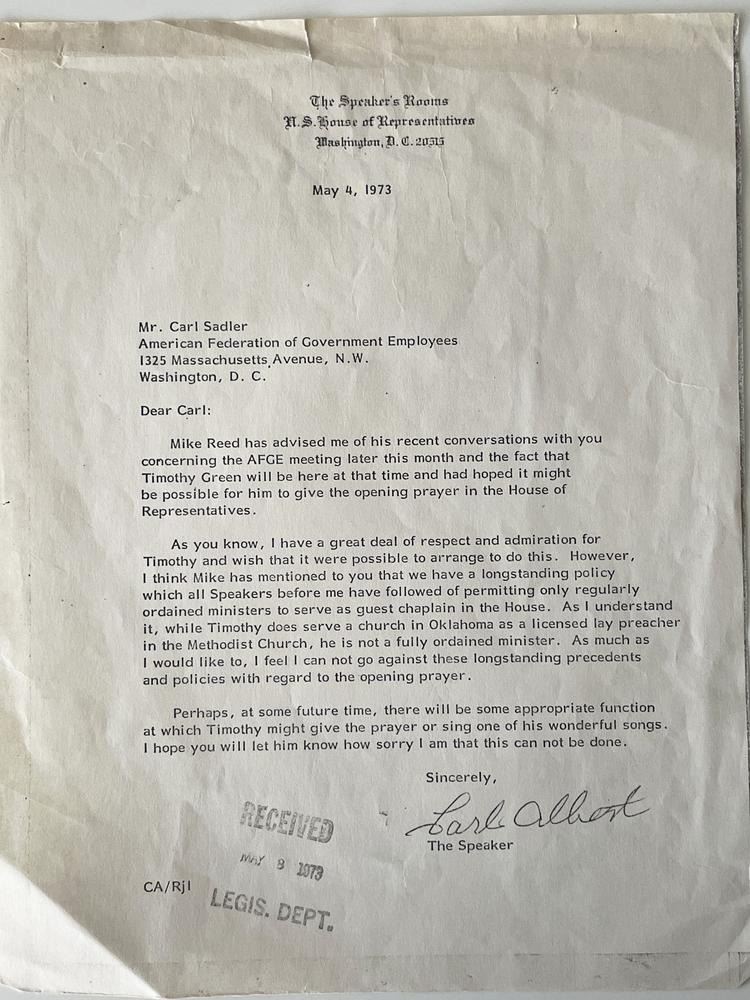 The Speaker's Rooms
U.S. House of Representatives
Washington, D. C. 20515
May 4, 1973
Mr. Carl Sadler
American Federation of Government Employees
1325 Massachusetts Avenue, N.W.
Washington, D. C.
Dear Carl:
Mike Reed has advised me of his recent conversations with you
concerning the AFGE meeting later this month and the fact that
Timothy Green will be here at that time and had hoped it might
be possible for him to give the opening prayer in the House of
Representatives.
As you know, I have a great deal of respect and admiration for
Timothy and wish that it were possible to arrange to do this. However,
I think Mike has mentioned to you that we have a longstanding policy
which all Speakers before me have followed of permitting only regularly
ordained ministers to serve as guest chaplain in the House. As I understand
it, while Timothy does serve a church in Oklahoma as a licensed lay preacher
in the Methodist Church, he is not a fully ordained minister. As much as
I would like to, I feel I can not go against these longstanding precedents
and policies with regard to the opening prayer.
Perhaps, at some future time, there will be some appropriate function
at which Timothy might give the prayer or sing one of his wonderful songs.
I hope you will let him know how sorry I am that this can not be done.
Sincerely,
Carl Albert
The Speaker
RECEIVED
MAY 8 1973
CA/Rjl
LEGIS. DEPT.